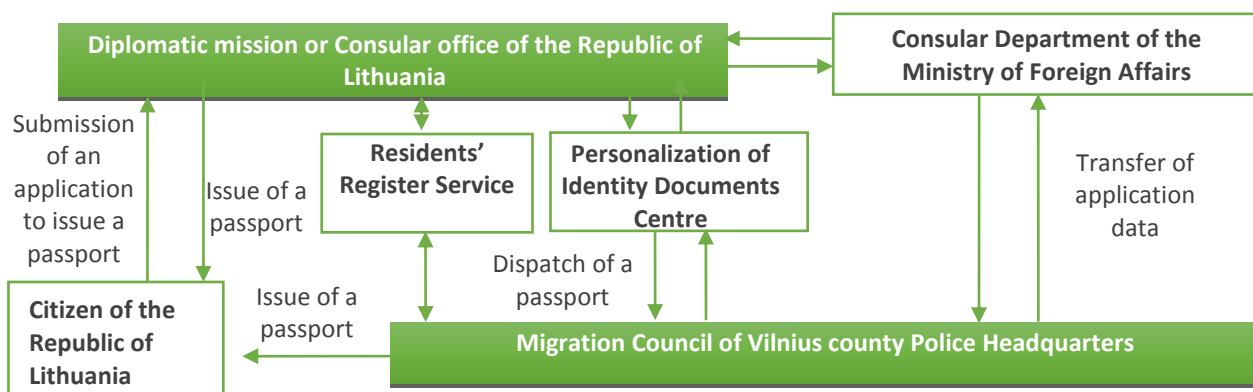 Diplomatic mission or Consular office of the Republic of
Lithuania
Consular Department of the
Ministry of Foreign Affairs
Submission
of an
application
to issue a
passport
Issue of a
passport
Residents’
Register Service
Personalization of
Identity Documents
Centre
Transfer of
application
data
Dispatch of a
passport
Citizen of the
Republic of
Lithuania
Issue of a
passport
Migration Council of Vilnius county Police Headquarters